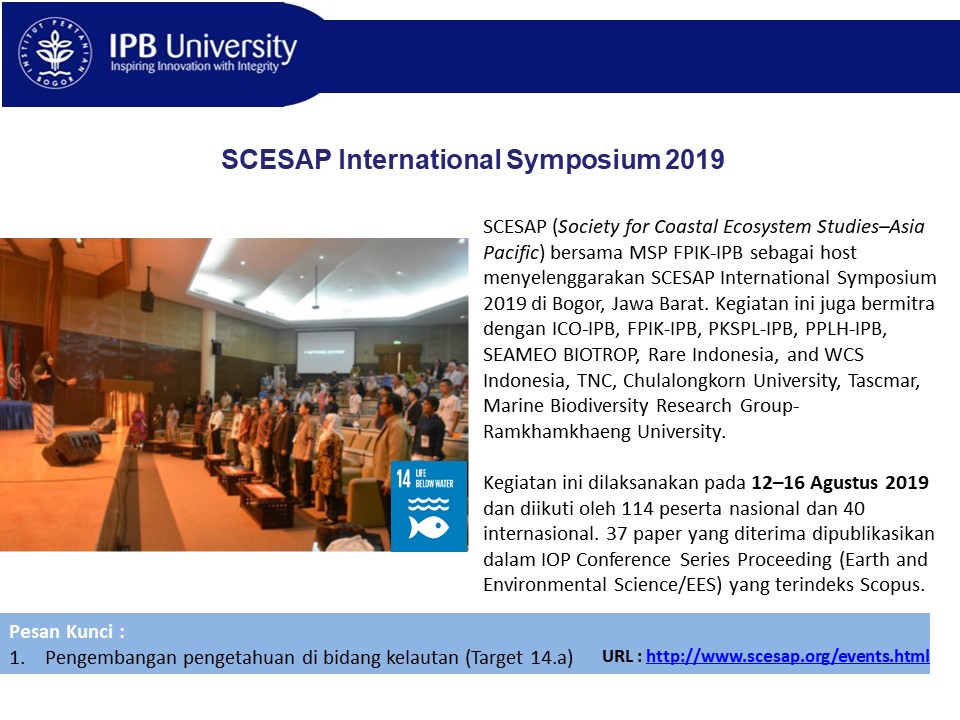 INSTITUT PERTANIAN BOGOR
IPB University
Inspiring Innovation with Integrity
SCESAP International Symposium 2019
SCESAP (Society for Coastal Ecosystem Studies–Asia
Pacific) bersama MSP FPIK-IPB sebagai host
menyelenggarakan SCESAP International Symposium
2019 di Bogor, Jawa Barat. Kegiatan ini juga bermitra
dengan ICO-IPB, FPIK-IPB, PKSPL-IPB, PPLH-IPB,
SEAMEO BIOTROP, Rare Indonesia, and WCS
Indonesia, TNC, Chulalongkorn University, Tascmar,
Marine Biodiversity Research Group-
Ramkhamkhaeng University.
Kegiatan ini dilaksanakan pada 12–16 Agustus 2019
dan diikuti oleh 114 peserta nasional dan 40
internasional. 37 paper yang diterima dipublikasikan
dalam IOP Conference Series Proceeding (Earth and
Environmental Science/EES) yang terindeks Scopus.
14 LIFE
BELOW WATER
Pesan Kunci :
1. Pengembangan pengetahuan di bidang kelautan (Target 14.a)
URL : http://www.scesap.org/events.html